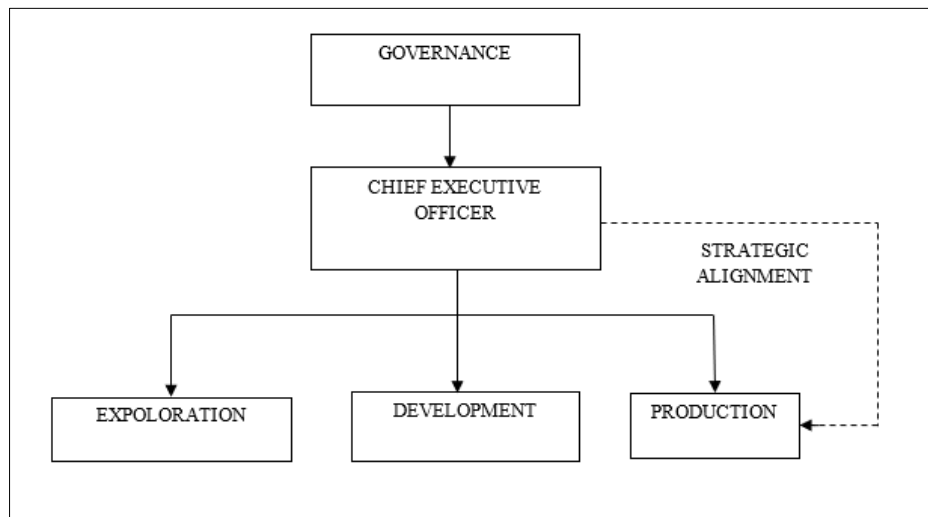 GOVERNANCE
CHIEF EXECUTIVE
OFFICER
STRATEGIC
ALIGNMENT
EXPOLORATION
DEVELOPMENT
PRODUCTION